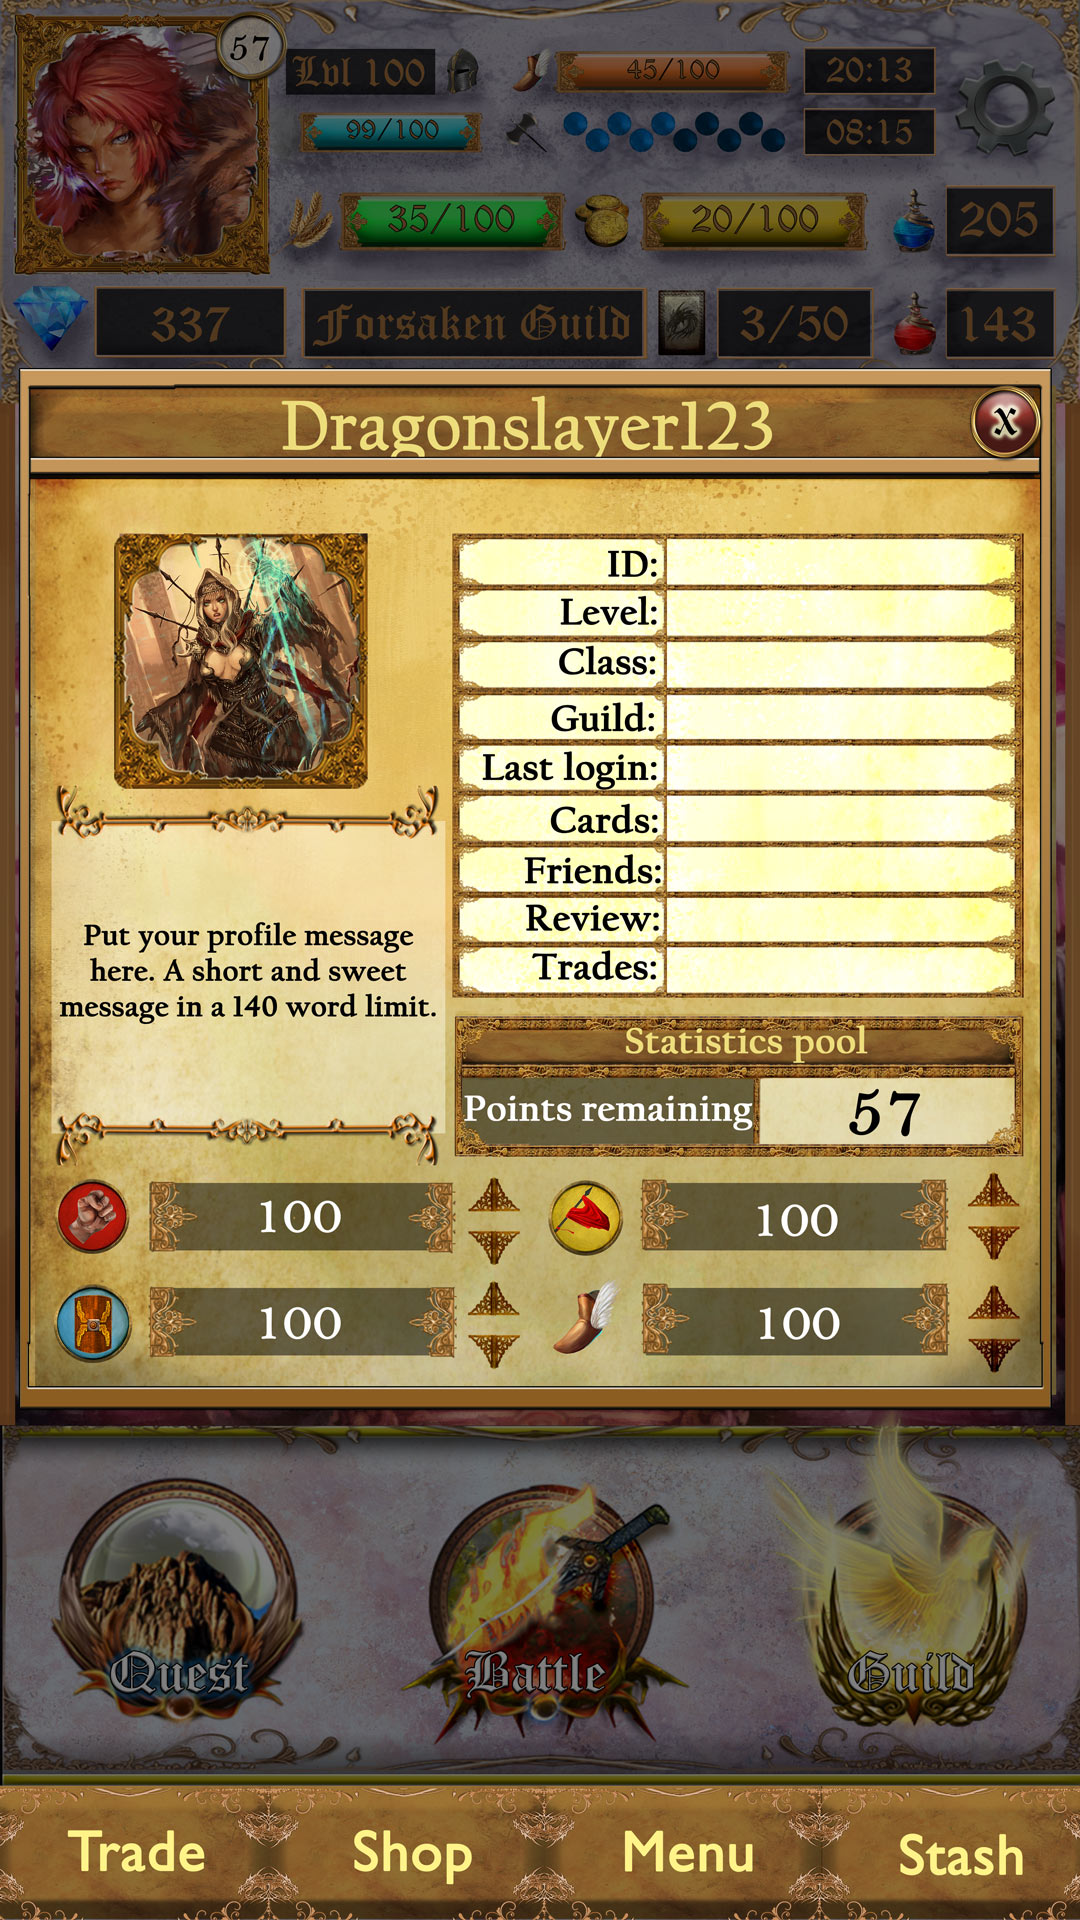 57
Lvl 100
45/100
20:13
99/100
08:15
35/100
20/100
205
337
Forsaken Guild
3/50
143
Dragonslayer123
X
ID:
Level:
Class:
Guild:
Last login:
Cards:
Friends:
Review:
Trades:
Put your profile message
here. A short and sweet
message in a 140 word limit.
Statistics pool
Points remaining
57
100
100
100
100
Quest
Battle
Guild
Trade
Shop
Menu
Stash